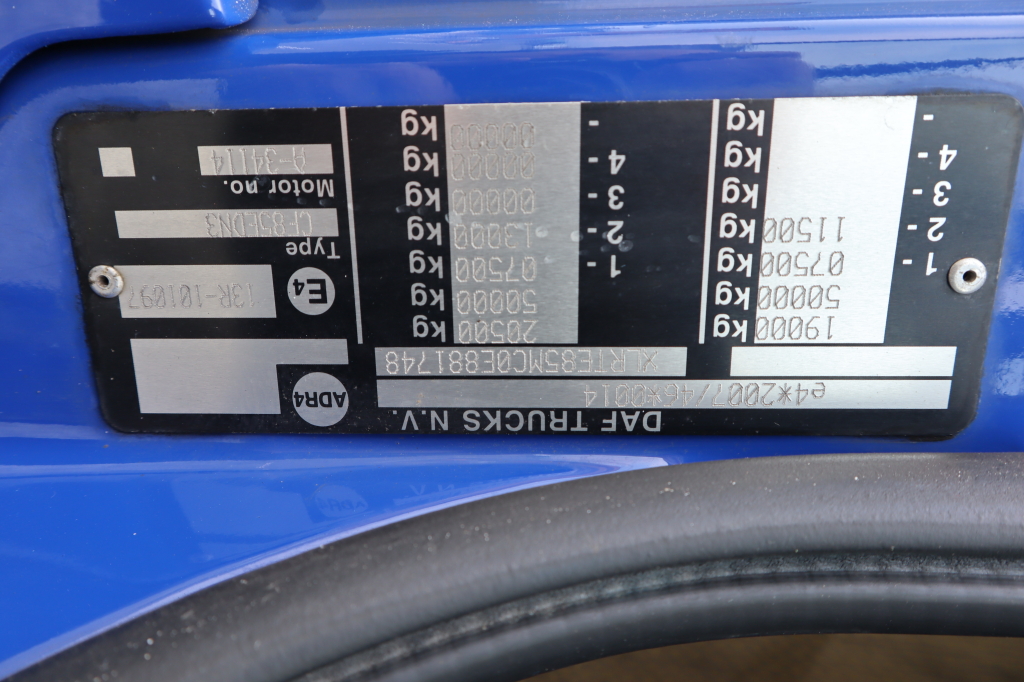 DAF TRUCKS N.V.
e4*2007/46*0014
XLRTE85MC0E881748
19000 kg
50000 kg
1 - 07500 kg
2 - 11500 kg
3 - kg
4 - kg
- kg
20500 kg
50000 kg
1 - 07500 kg
2 - 13000 kg
3 - 00000 kg
4 - 00000 kg
- 00000 kg
ADR4
E4 13R-101097
Type
Motor no.
A-34114